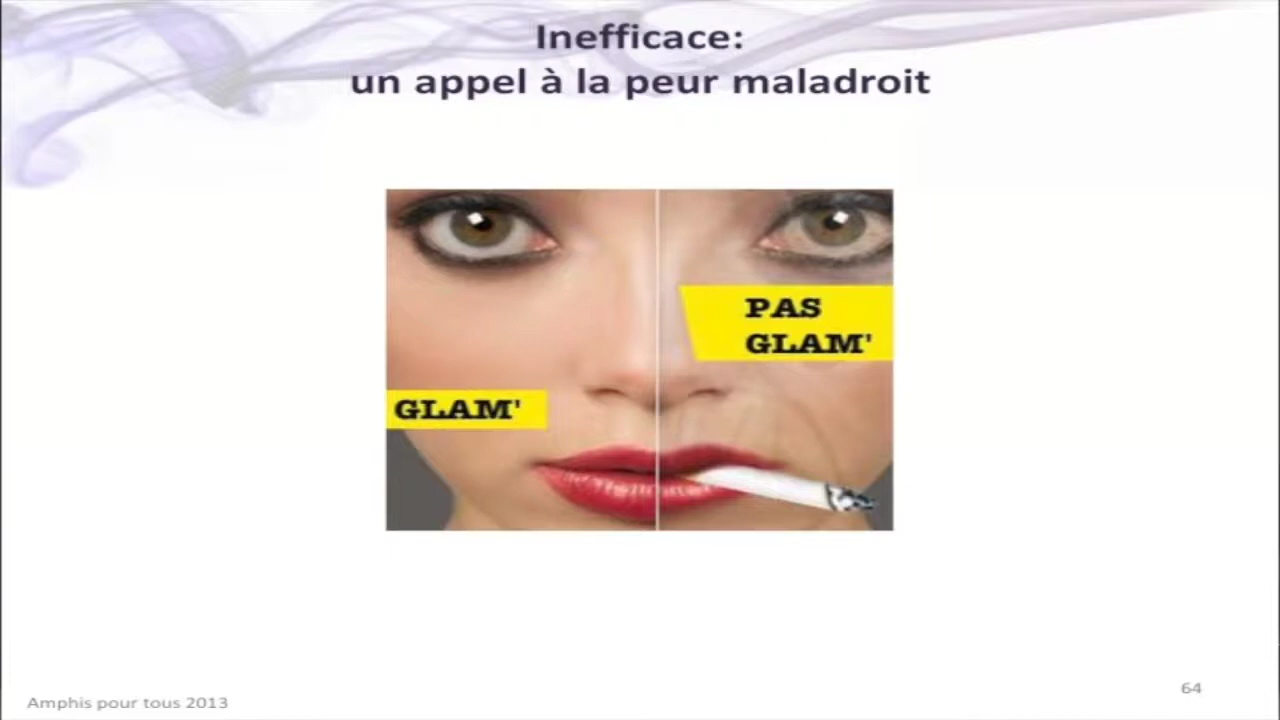 Inefficace:
un appel à la peur maladroit
PAS
GLAM'
GLAM'
Amphis pour tous 2013
64